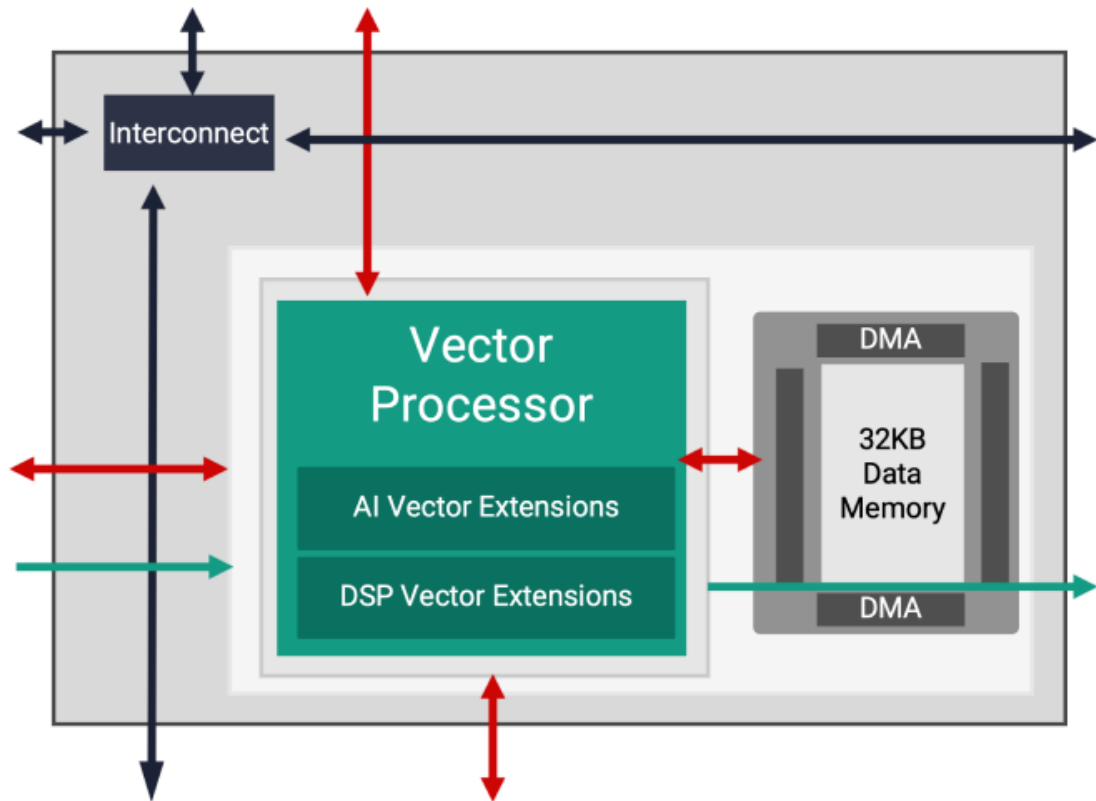 Interconnect
Vector
Processor
AI Vector Extensions
DSP Vector Extensions
DMA
32KB
Data
Memory
DMA